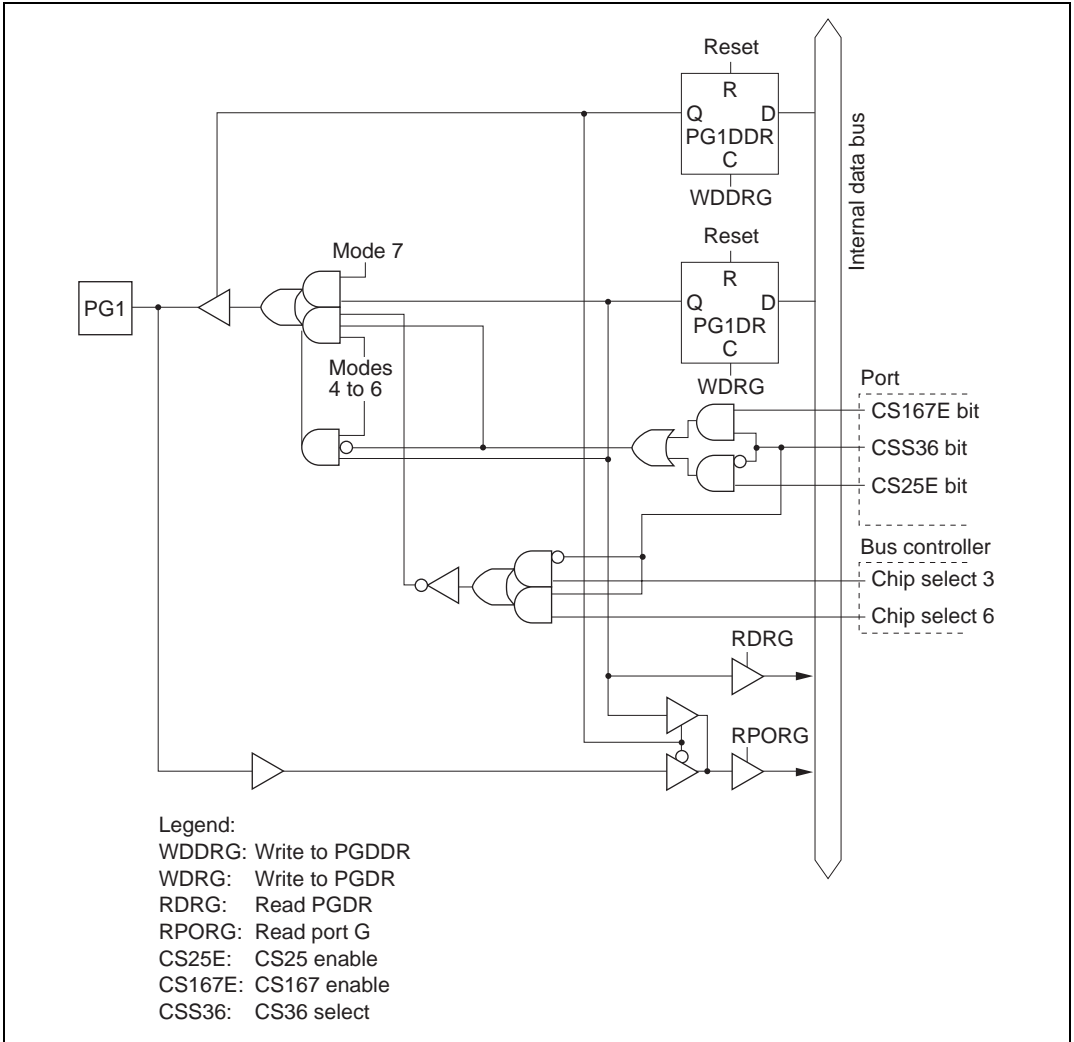 Reset
R
Q D
PG1DDR
C
WDDRG
Internal data bus
Reset
Mode 7
R
PG1
Q D
PG1DR
C
Modes
4 to 6
WDRG
Port
CS167E bit
CSS36 bit
CS25E bit
Bus controller
Chip select 3
Chip select 6
RDRG
RPORG
Legend:
WDDRG: Write to PGDDR
WDRG: Write to PGDR
RDRG: Read PGDR
RPORG: Read port G
CS25E: CS25 enable
CS167E: CS167 enable
CSS36: CS36 select